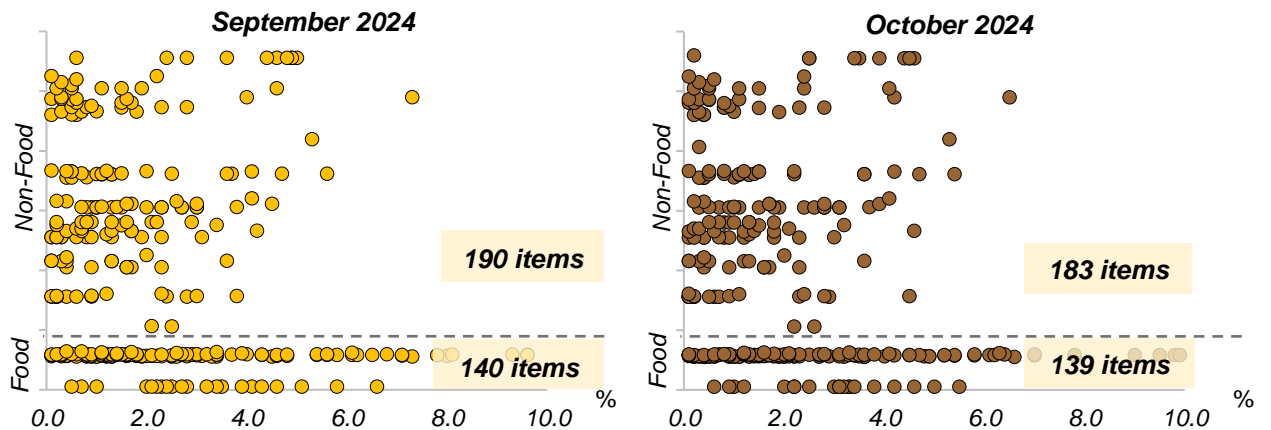 September 2024
Non-Food
190 items
Food
140 items
%
0.0 2.0 4.0 6.0 8.0 10.0
October 2024
Non-Food
183 items
Food
139 items
%
0.0 2.0 4.0 6.0 8.0 10.0